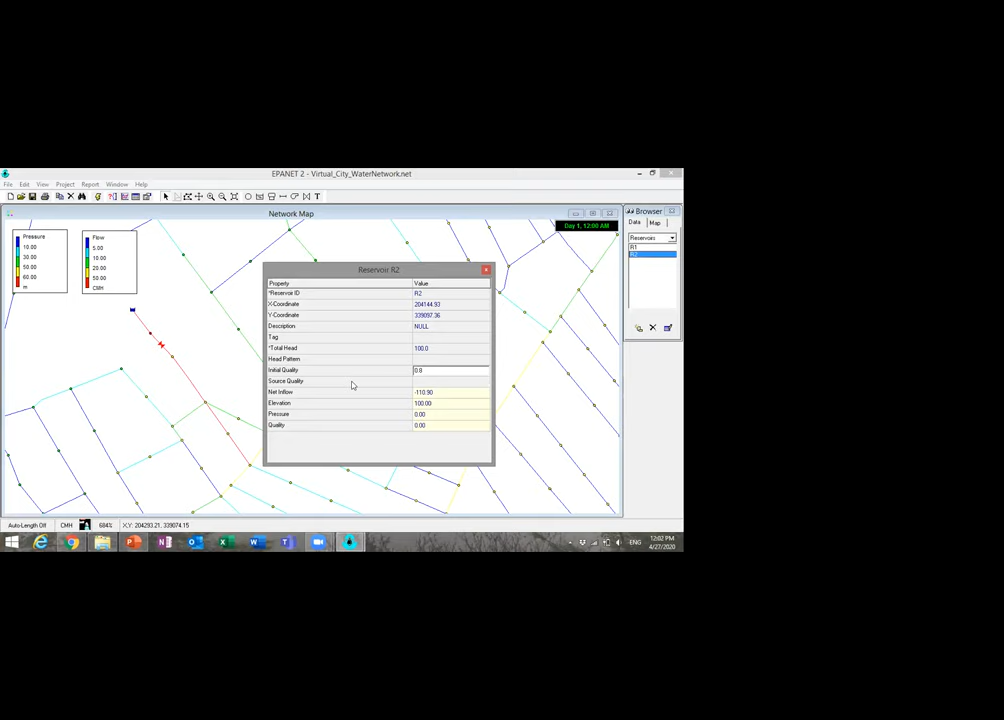 EPANET 2 - Virtual_City_WaterNetwork.net
File Edit View Project Report Window Help
Network Map
Browser
Data Map
Day 1, 12:00 AM
Pressure
10.00
30.00
50.00
60.00
m
Flow
5.00
10.00
20.00
50.00
CMH
Reservoirs
R1
R2
Reservoir R2
Property Value
*Reservoir ID R2
X-Coordinate 204144.93
Y-Coordinate 339097.36
Description NULL
Tag
*Total Head 100.0
Head Pattern
Initial Quality 0.8
Source Quality
Net Inflow -110.90
Elevation 100.00
Pressure 0.00
Quality 0.00
Auto-Length Off CMH 684% X,Y: 204293.21, 339074.15
ENG
12:02 PM
4/27/2020